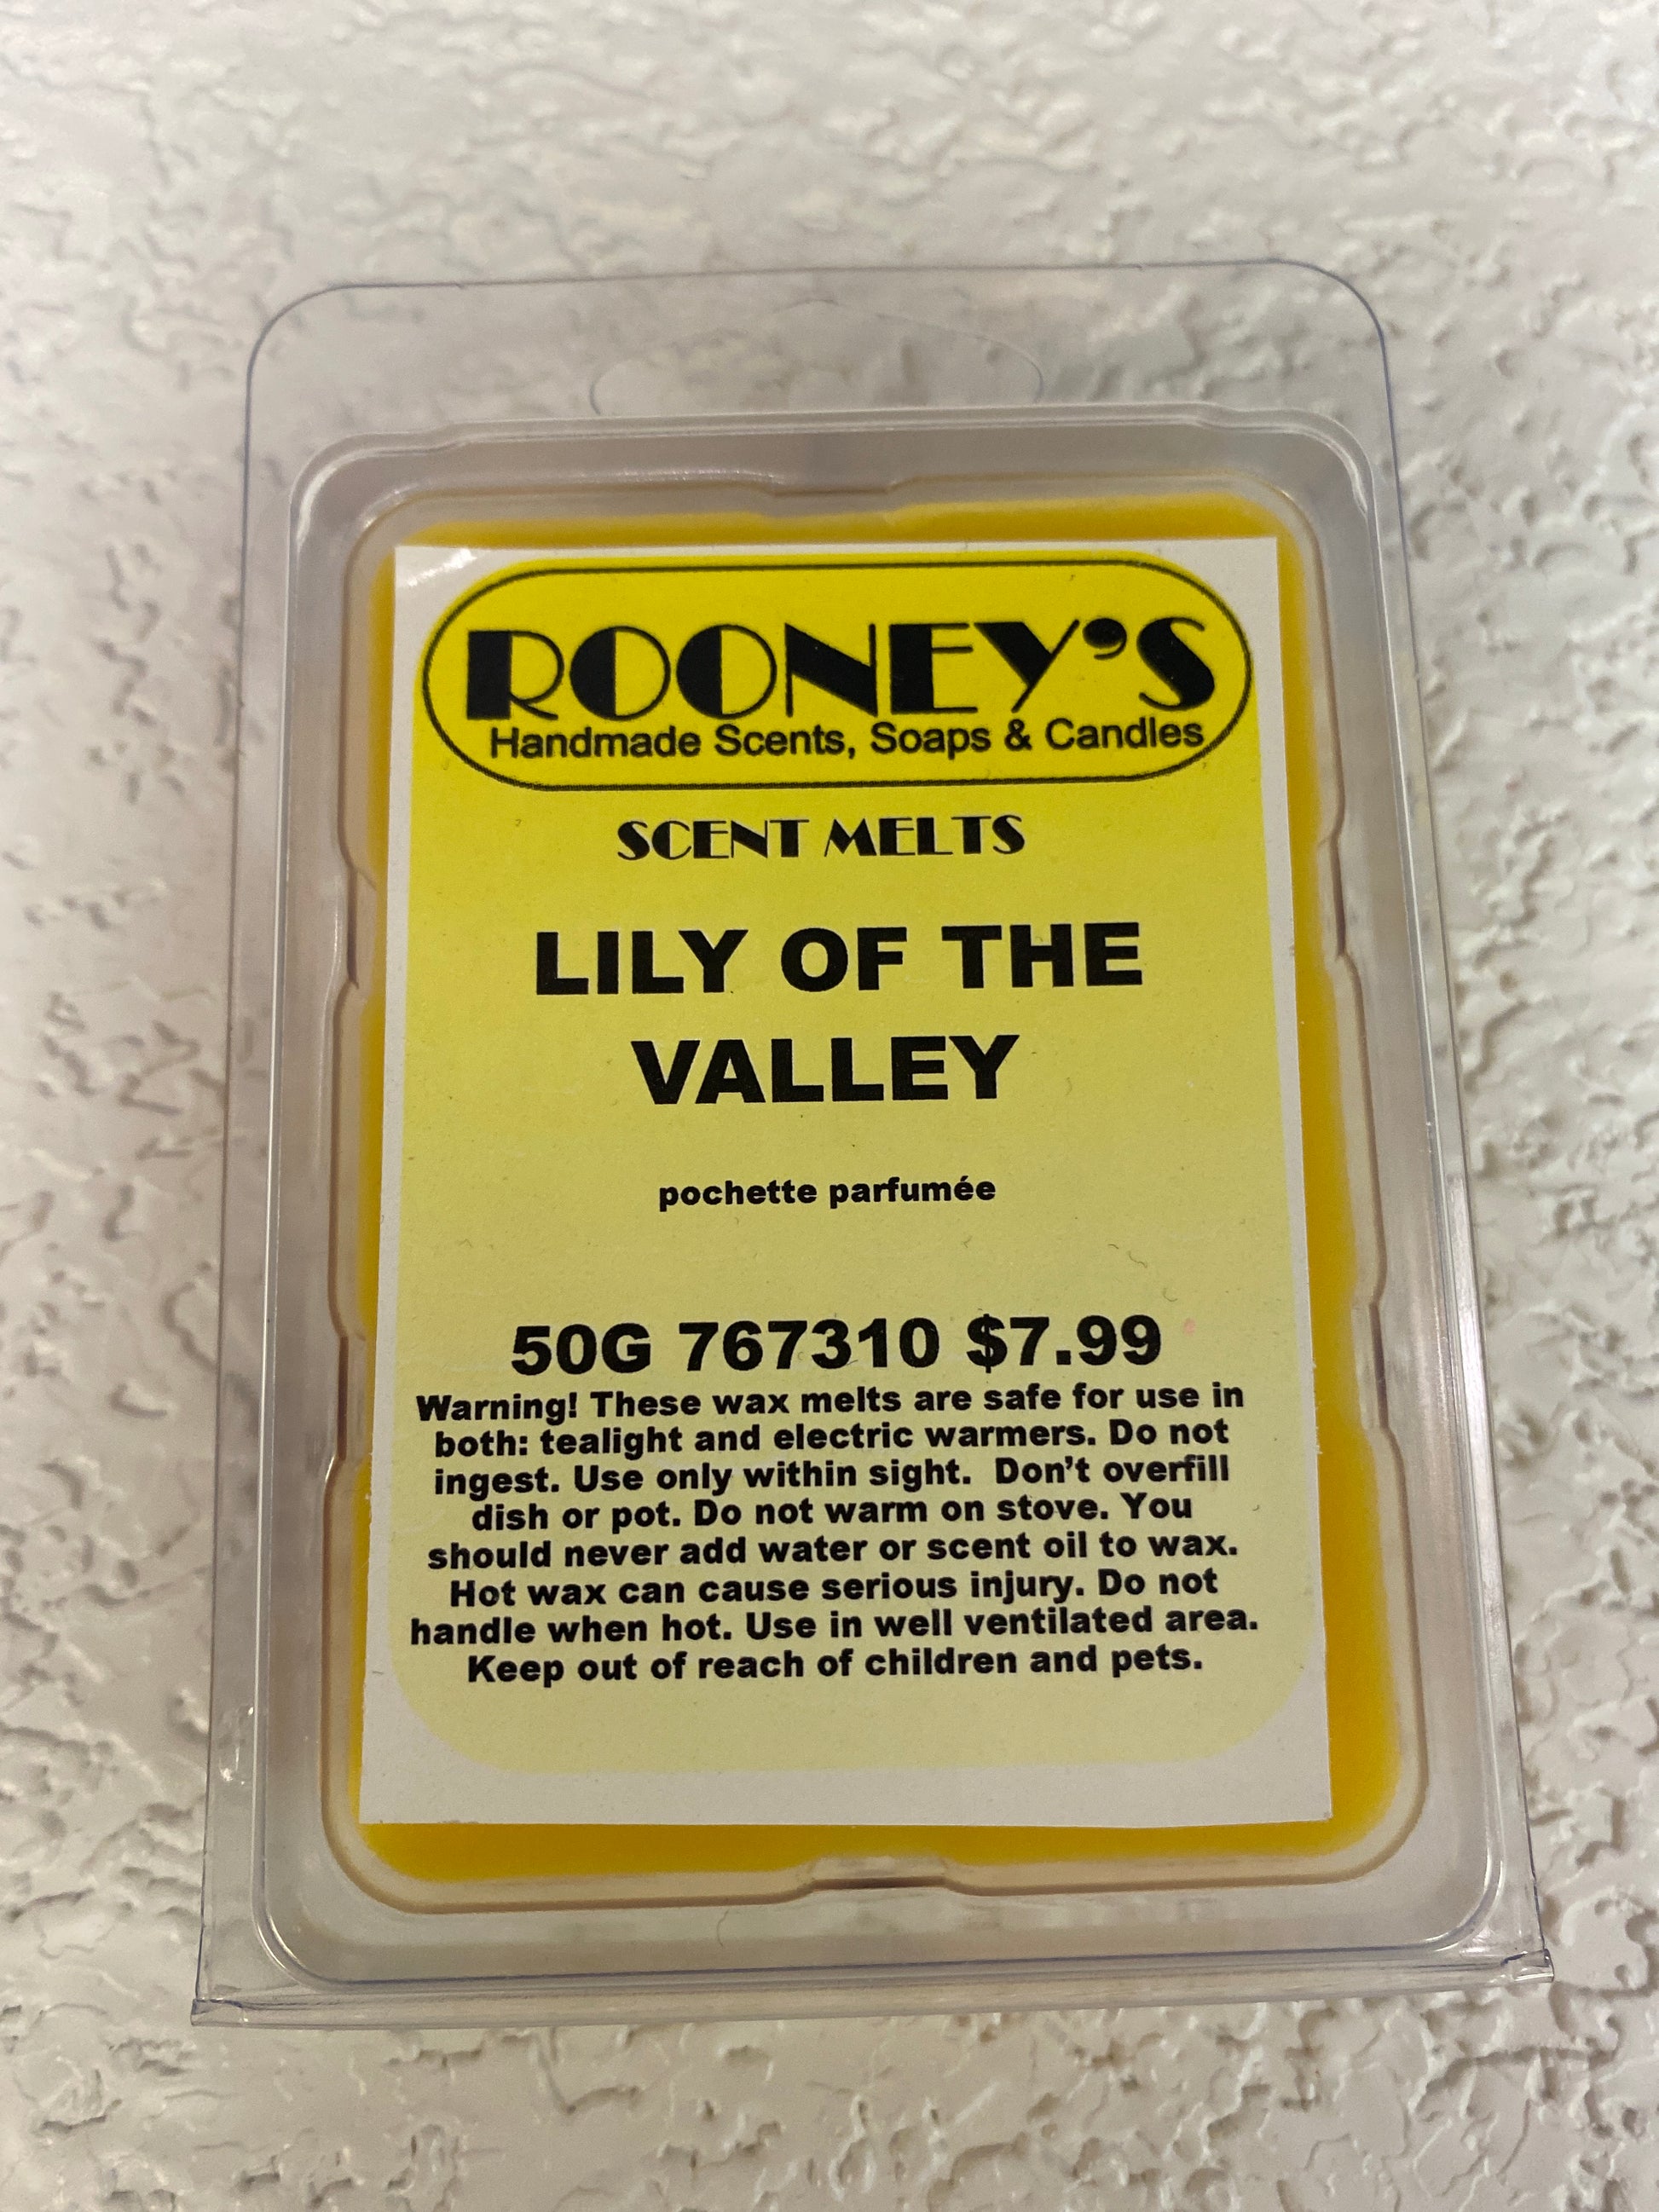 ROONEY'S
Handmade Scents, Soaps & Candles
SCENT MELTS
LILY OF THE
VALLEY
pochette parfumée
50G 767310 $7.99
Warning! These wax melts are safe for use in
both: tealight and electric warmers. Do not
ingest. Use only within sight.  Don't overfill
dish or pot. Do not warm on stove. You
should never add water or scent oil to wax.
Hot wax can cause serious injury. Do not
handle when hot. Use in well ventilated area.
Keep out of reach of children and pets.